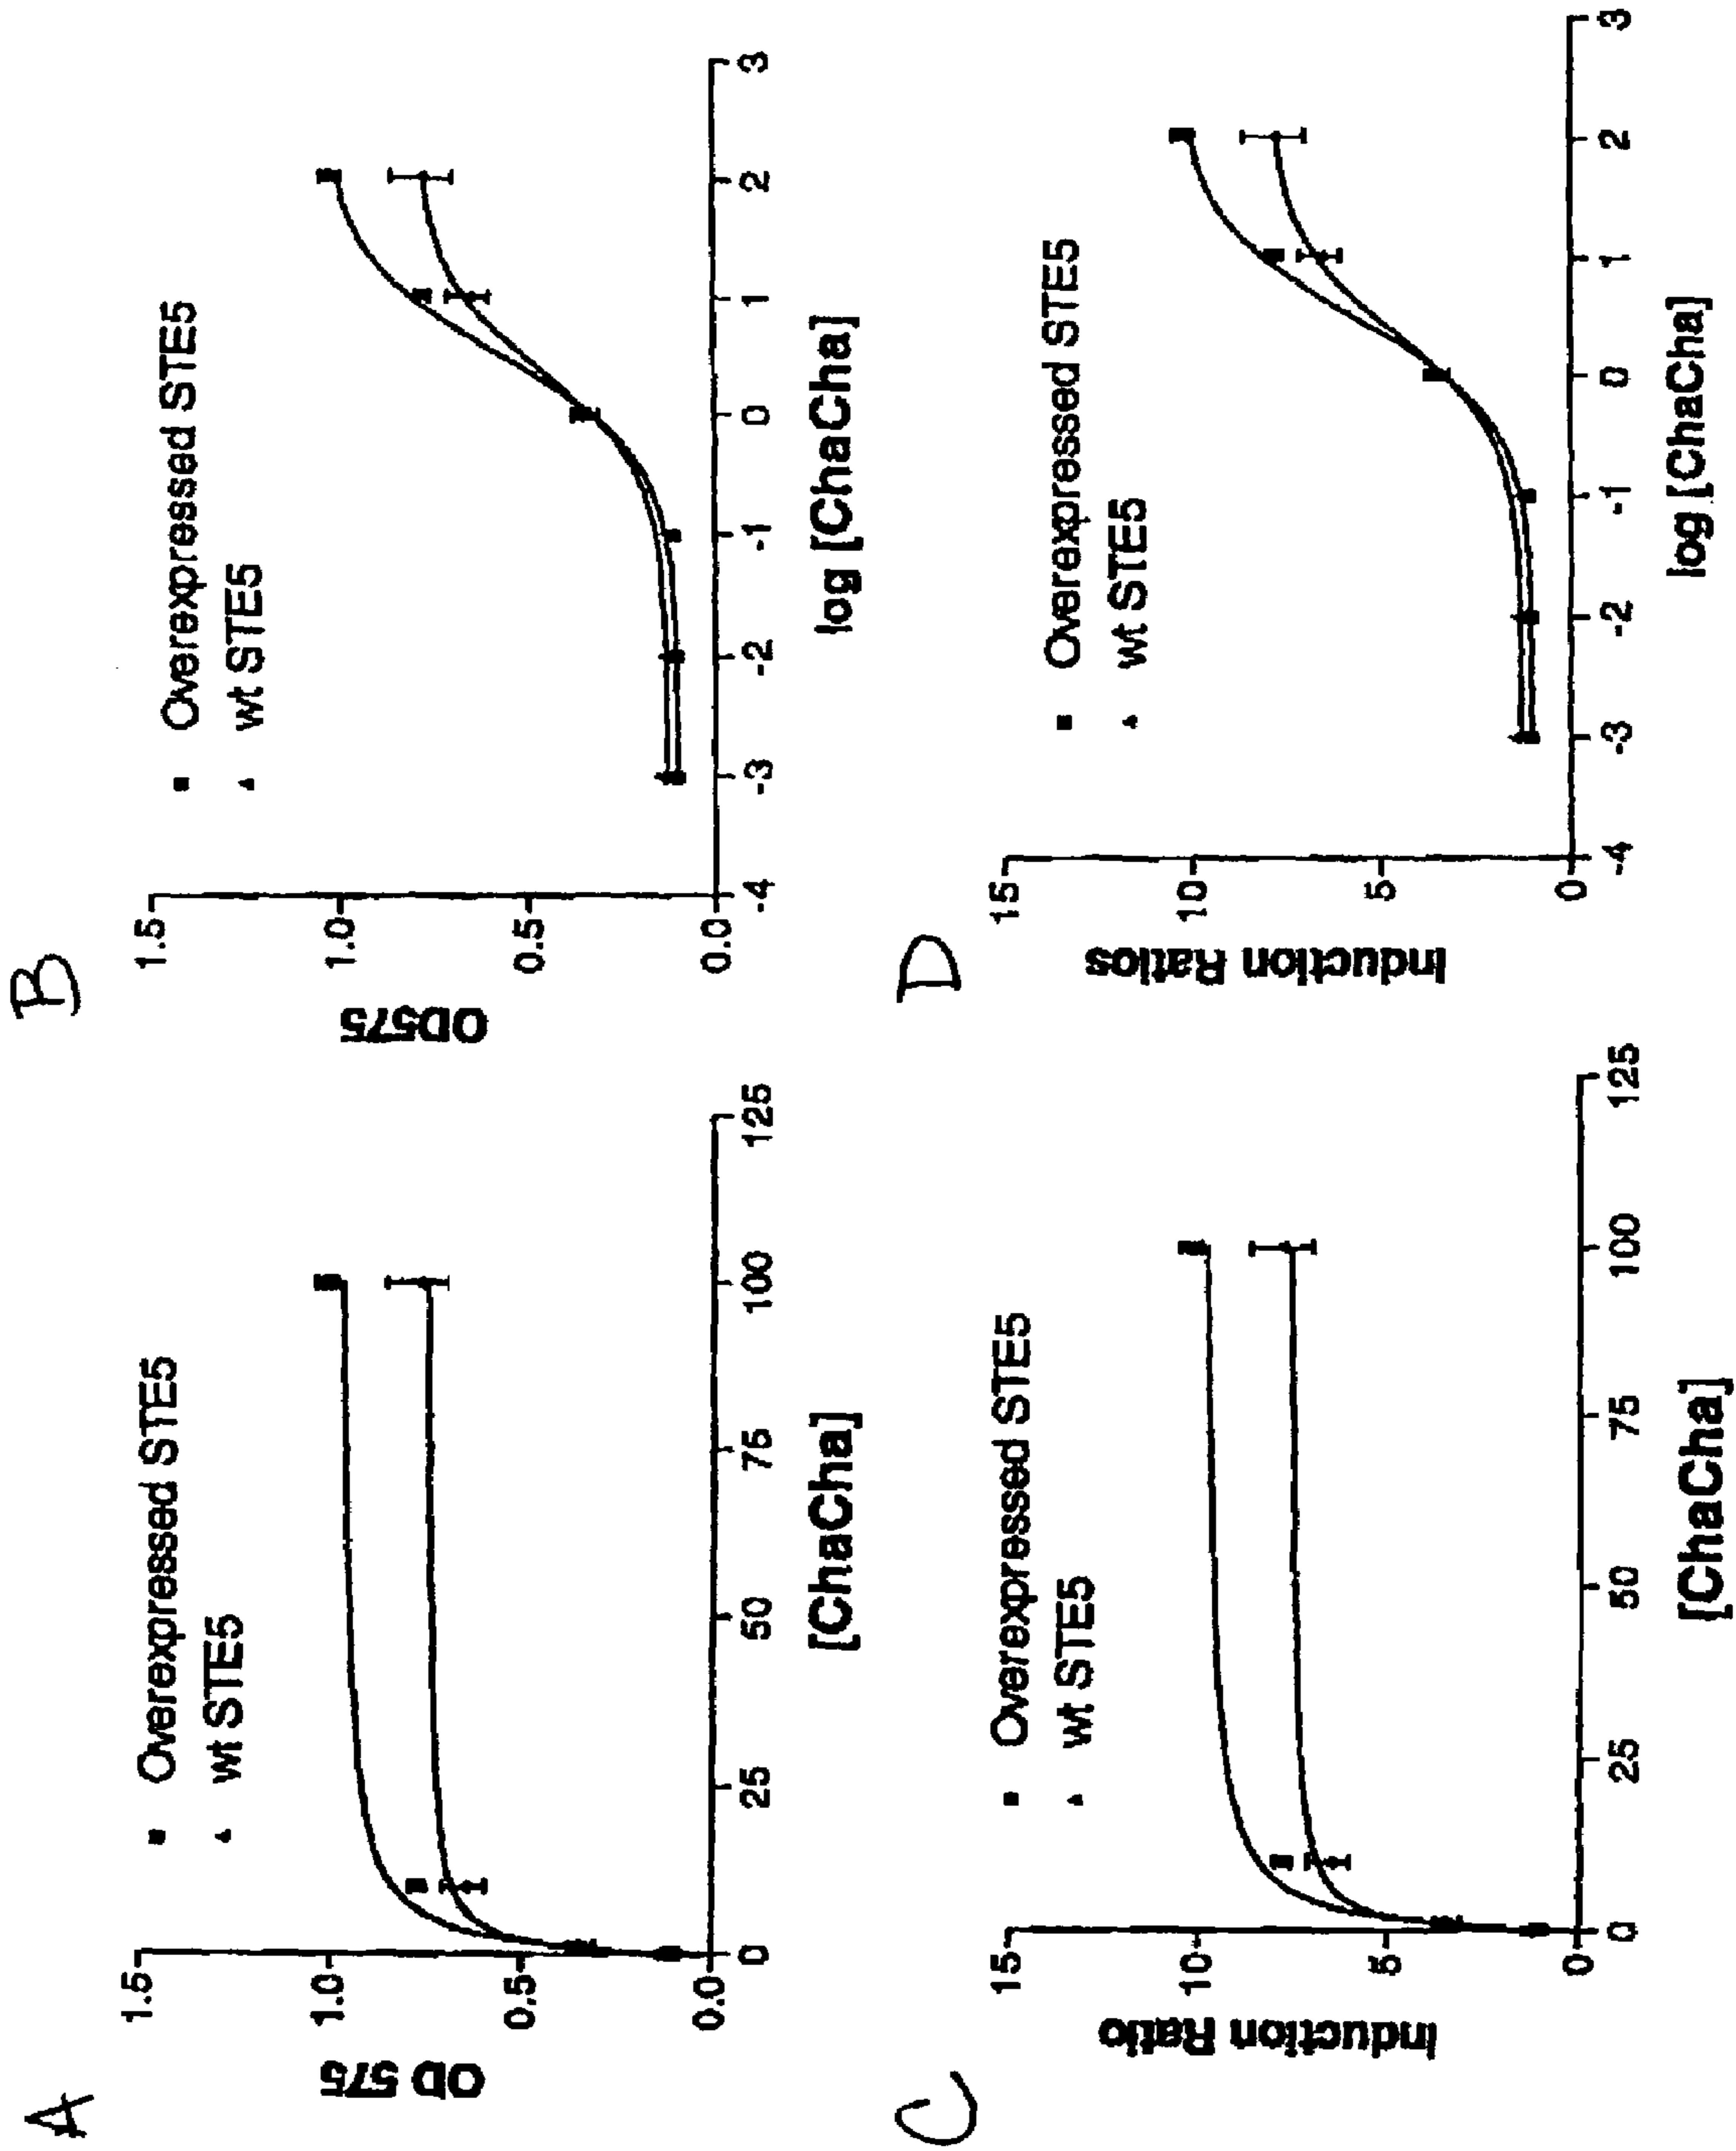 A
OD 575
1.5
1.0
0.5
0.0
Overexpressed STE5
wt STE5
0 25 50 75 100 125
[ChaCha]
B
OD575
1.5
1.0
0.5
0.0
Overexpressed STE5
wt STE5
-4 -3 -2 -1 0 1 2 3
log [ChaCha]
C
Induction Ratio
15
10
5
0
Overexpressed STE5
wt STE5
0 25 50 75 100 125
[ChaCha]
D
Induction Ratios
15
10
5
0
Overexpressed STE5
wt STE5
-4 -3 -2 -1 0 1 2 3
log [ChaCha]